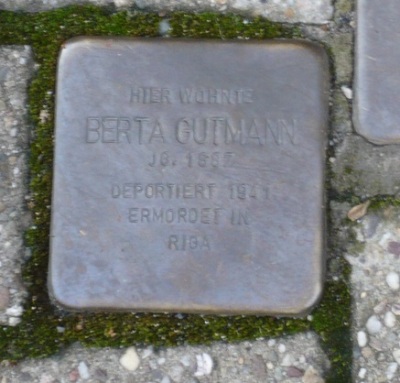 HIER WOHNTE
BERTA GUTMANN
JG.
DEPORTIERT 1941
ERMORDET IN
RIGA